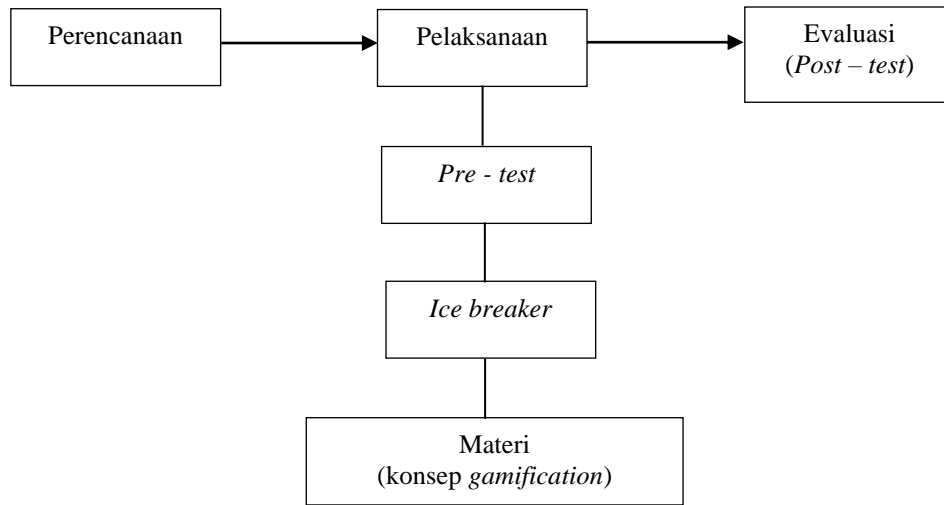 Perencanaan
Pelaksanaan
Evaluasi
(Post – test)
Pre - test
Ice breaker
Materi
(konsep gamification)